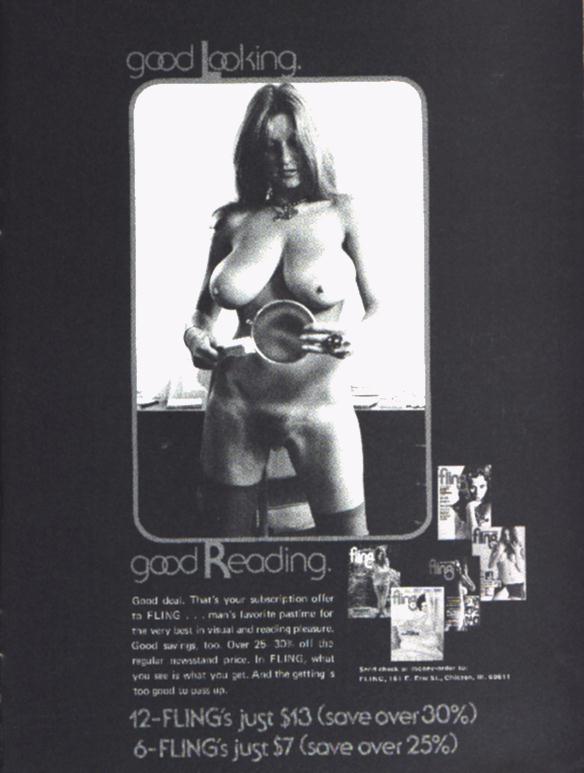 good Looking.
good Reading.
Good deal. That's your subscription offer
to FLING . . . man's favorite pastime for
the very best in visual and reading pleasure.
Good savings, too. Over 25-30% off the
regular newsstand price. In FLING, what
you see is what you get. And the getting's
too good to pass up.
fling
fling
fling
fling
fling
Send check or money-order to:
FLING, 161 E. Erie St., Chicago, Ill. 60611
12-FLING's just $13 (save over 30%)
6-FLING's just $7 (save over 25%)